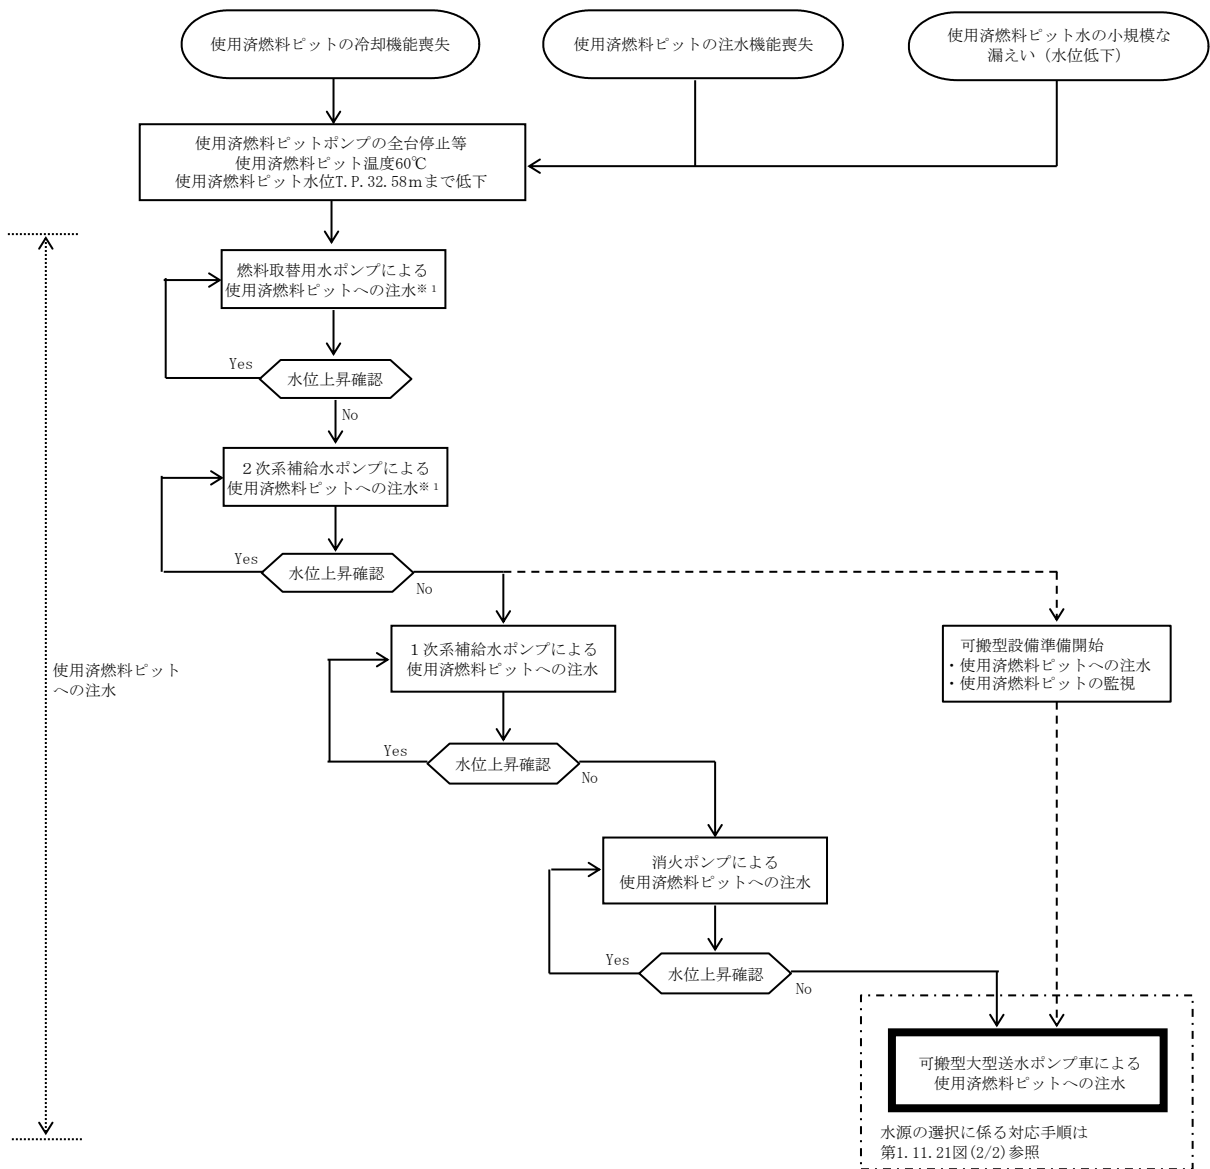 使用済燃料ピットの冷却機能喪失
使用済燃料ピットの注水機能喪失
使用済燃料ピット水の小規模な
漏えい（水位低下）
使用済燃料ピットポンプの全台停止等
使用済燃料ピット温度60℃
使用済燃料ピット水位T.P.32.58mまで低下
燃料取替用水ポンプによる
使用済燃料ピットへの注水※１
Yes
水位上昇確認
No
２次系補給水ポンプによる
使用済燃料ピットへの注水※１
Yes
水位上昇確認
No
１次系補給水ポンプによる
使用済燃料ピットへの注水
可搬型設備準備開始
・使用済燃料ピットへの注水
・使用済燃料ピットの監視
使用済燃料ピット
への注水
Yes
水位上昇確認
No
消火ポンプによる
使用済燃料ピットへの注水
Yes
水位上昇確認
No
可搬型大型送水ポンプ車による
使用済燃料ピットへの注水
水源の選択に係る対応手順は
第1.11.21図(2/2)参照